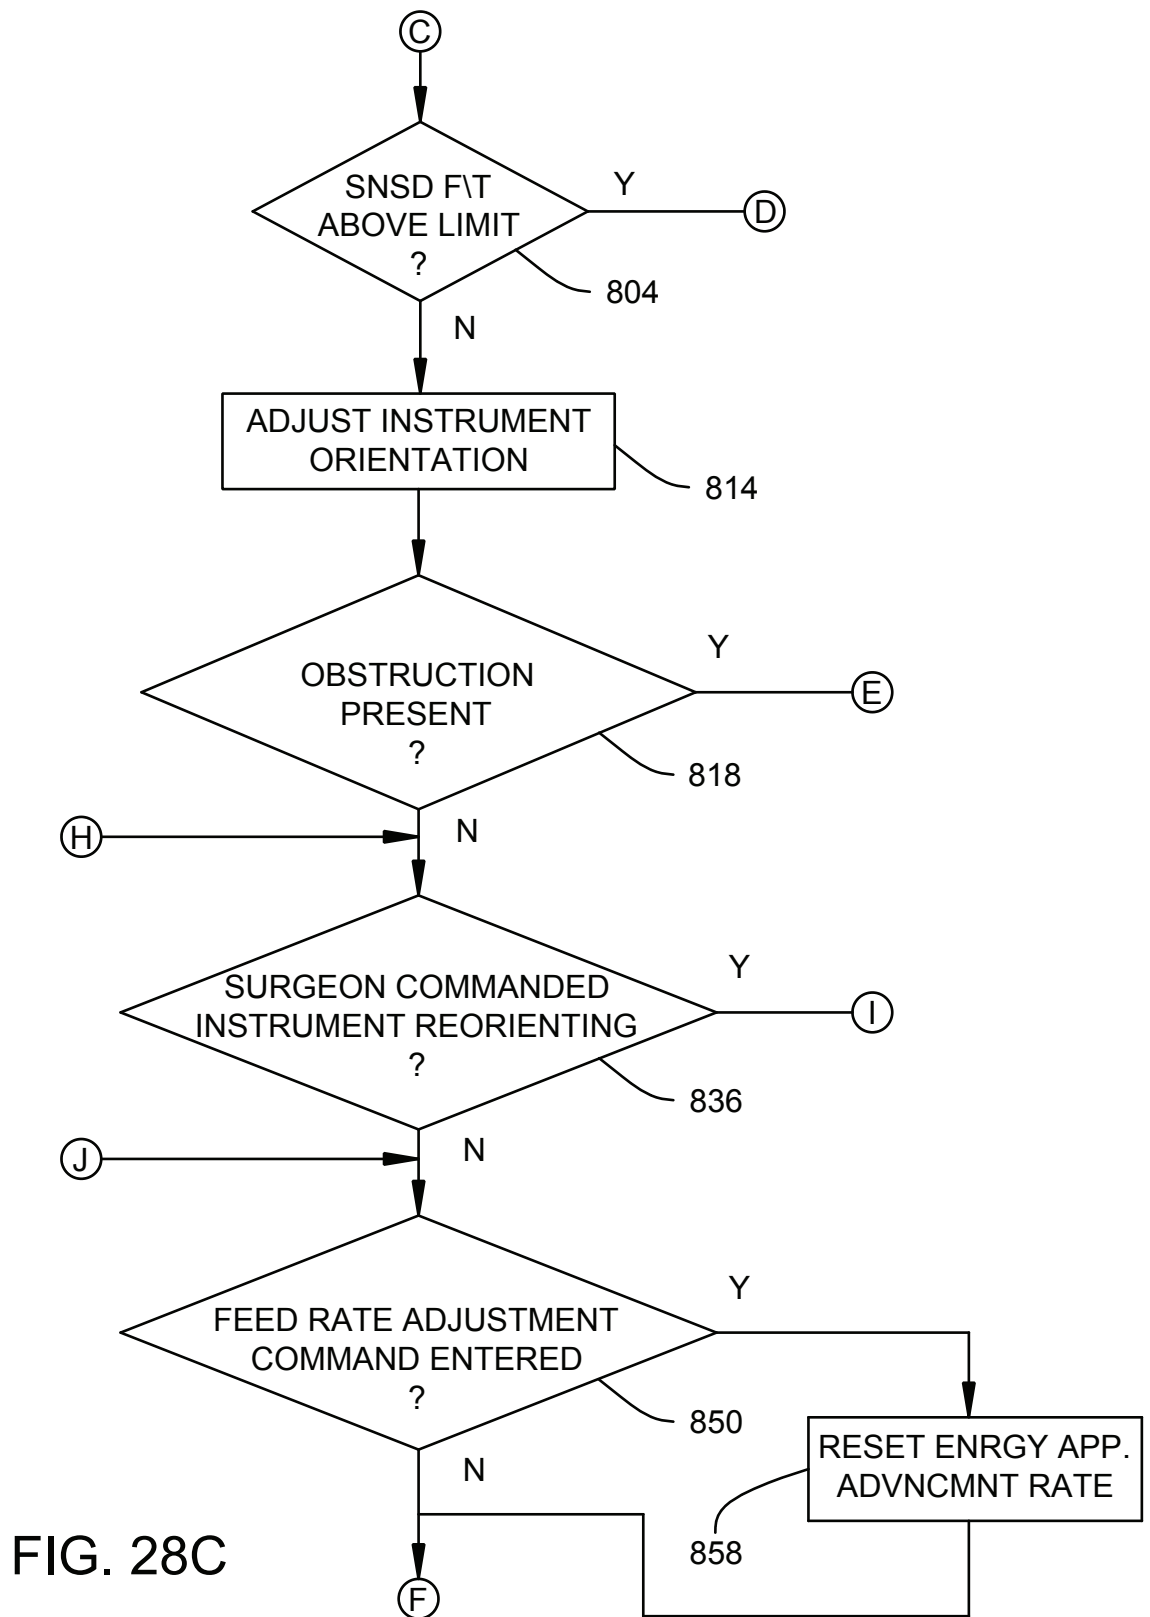 C
SNSD F\T
ABOVE LIMIT
?
Y
D
804
N
ADJUST INSTRUMENT
ORIENTATION
814
OBSTRUCTION
PRESENT
?
Y
E
818
H
N
SURGEON COMMANDED
INSTRUMENT REORIENTING
?
Y
I
836
J
N
FEED RATE ADJUSTMENT
COMMAND ENTERED
?
Y
850
N
RESET ENRGY APP.
ADVNCMNT RATE
858
FIG. 28C
F